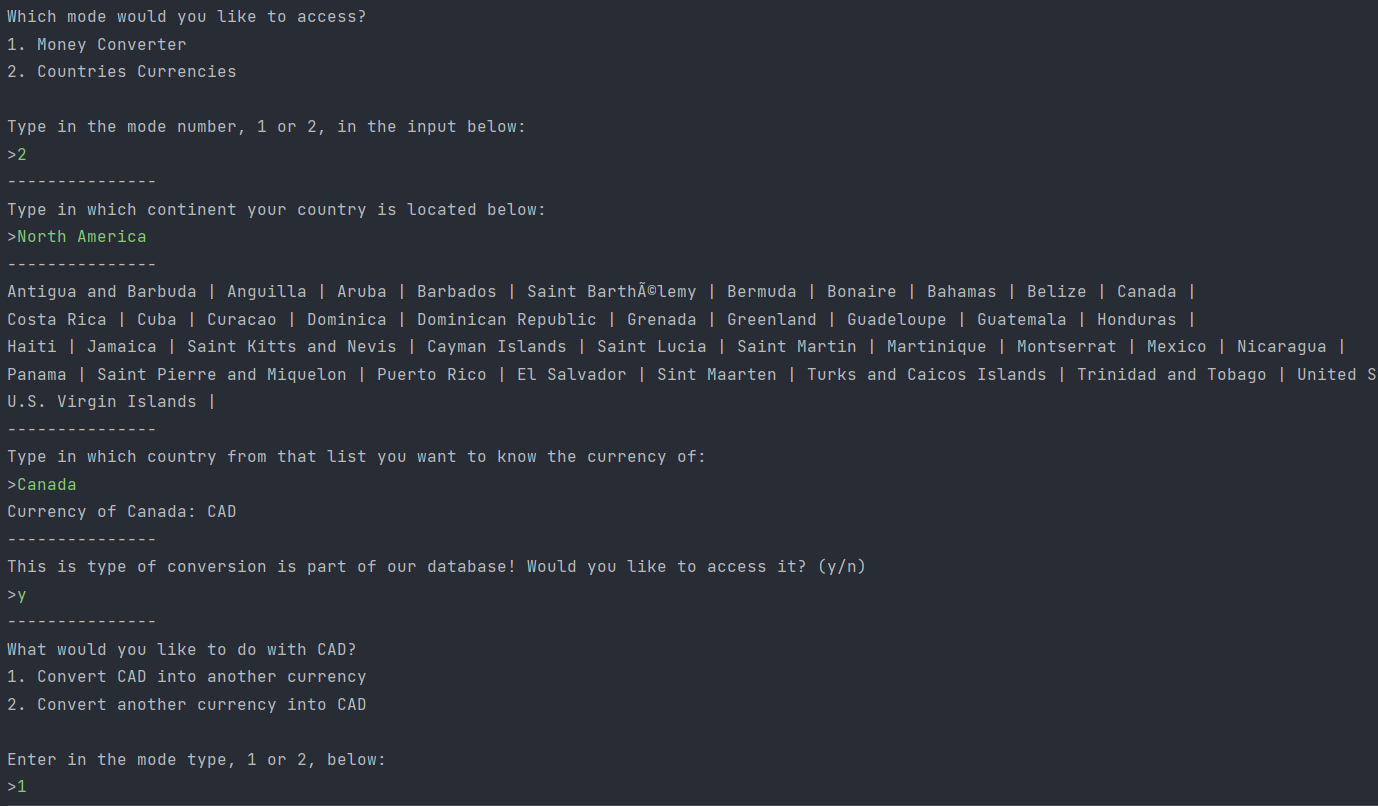 Which mode would you like to access?
1. Money Converter
2. Countries Currencies
Type in the mode number, 1 or 2, in the input below:
>2
---------------
Type in which continent your country is located below:
>North America
---------------
Antigua and Barbuda | Anguilla | Aruba | Barbados | Saint BarthÃ©lemy | Bermuda | Bonaire | Bahamas | Belize | Canada |
Costa Rica | Cuba | Curacao | Dominica | Dominican Republic | Grenada | Greenland | Guadeloupe | Guatemala | Honduras |
Haiti | Jamaica | Saint Kitts and Nevis | Cayman Islands | Saint Lucia | Saint Martin | Martinique | Montserrat | Mexico | Nicaragua |
Panama | Saint Pierre and Miquelon | Puerto Rico | El Salvador | Sint Maarten | Turks and Caicos Islands | Trinidad and Tobago | United S
U.S. Virgin Islands |
---------------
Type in which country from that list you want to know the currency of:
>Canada
Currency of Canada: CAD
---------------
This is type of conversion is part of our database! Would you like to access it? (y/n)
>y
---------------
What would you like to do with CAD?
1. Convert CAD into another currency
2. Convert another currency into CAD
Enter in the mode type, 1 or 2, below:
>1